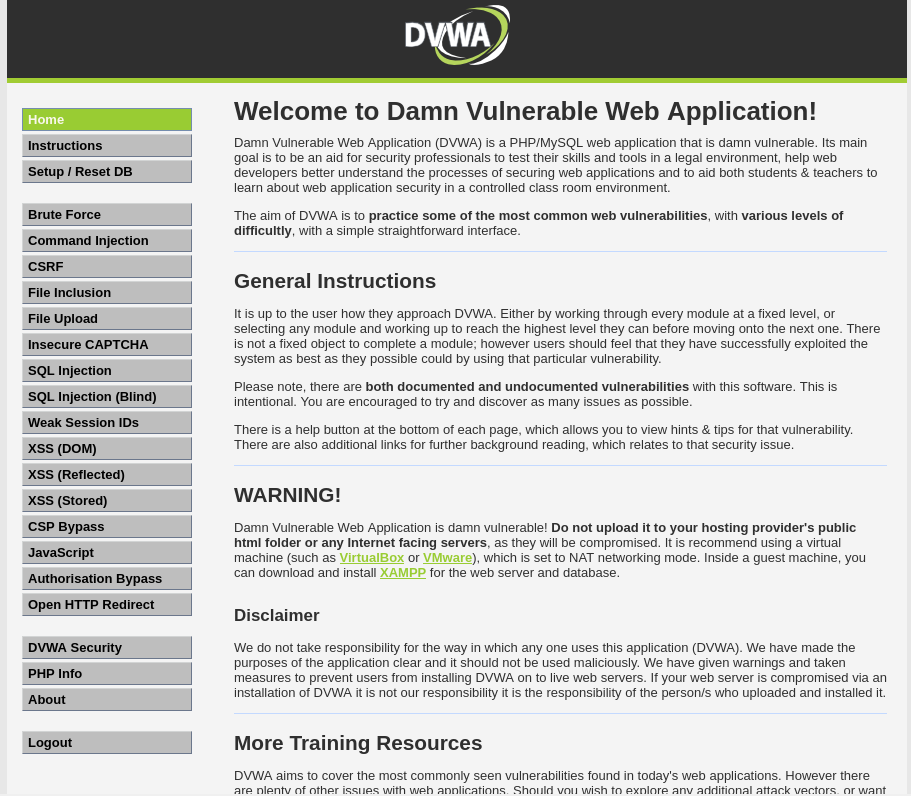 DVWA
Home
Instructions
Setup / Reset DB
Brute Force
Command Injection
CSRF
File Inclusion
File Upload
Insecure CAPTCHA
SQL Injection
SQL Injection (Blind)
Weak Session IDs
XSS (DOM)
XSS (Reflected)
XSS (Stored)
CSP Bypass
JavaScript
Authorisation Bypass
Open HTTP Redirect
DVWA Security
PHP Info
About
Logout
Welcome to Damn Vulnerable Web Application!
Damn Vulnerable Web Application (DVWA) is a PHP/MySQL web application that is damn vulnerable. Its main
goal is to be an aid for security professionals to test their skills and tools in a legal environment, help web
developers better understand the processes of securing web applications and to aid both students & teachers to
learn about web application security in a controlled class room environment.
The aim of DVWA is to practice some of the most common web vulnerabilities, with various levels of
difficultly, with a simple straightforward interface.
General Instructions
It is up to the user how they approach DVWA. Either by working through every module at a fixed level, or
selecting any module and working up to reach the highest level they can before moving onto the next one. There
is not a fixed object to complete a module; however users should feel that they have successfully exploited the
system as best as they possible could by using that particular vulnerability.
Please note, there are both documented and undocumented vulnerabilities with this software. This is
intentional. You are encouraged to try and discover as many issues as possible.
There is a help button at the bottom of each page, which allows you to view hints & tips for that vulnerability.
There are also additional links for further background reading, which relates to that security issue.
WARNING!
Damn Vulnerable Web Application is damn vulnerable! Do not upload it to your hosting provider's public
html folder or any Internet facing servers, as they will be compromised. It is recommend using a virtual
machine (such as VirtualBox or VMware), which is set to NAT networking mode. Inside a guest machine, you
can download and install XAMPP for the web server and database.
Disclaimer
We do not take responsibility for the way in which any one uses this application (DVWA). We have made the
purposes of the application clear and it should not be used maliciously. We have given warnings and taken
measures to prevent users from installing DVWA on to live web servers. If your web server is compromised via an
installation of DVWA it is not our responsibility it is the responsibility of the person/s who uploaded and installed it.
More Training Resources
DVWA aims to cover the most commonly seen vulnerabilities found in today's web applications. However there
are plenty of other issues with web applications. Should you wish to explore any additional attack vectors, or want